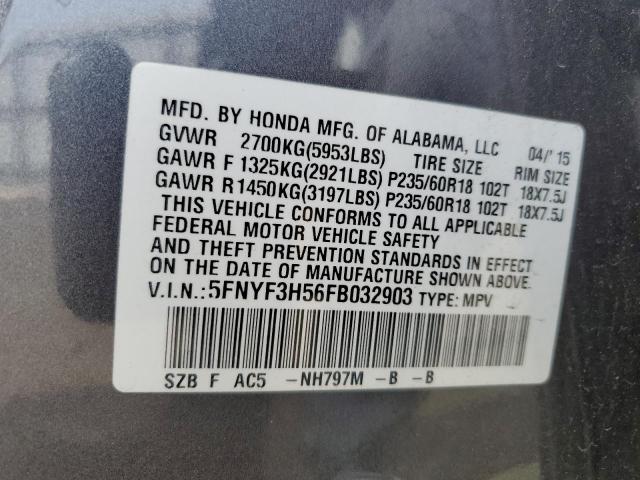 MFD. BY HONDA MFG. OF ALABAMA, LLC 04/'15
GVWR 2700KG(5953LBS) TIRE SIZE RIM SIZE
GAWR F 1325KG(2921LBS) P235/60R18 102T 18X7.5J
GAWR R 1450KG(3197LBS) P235/60R18 102T 18X7.5J
THIS VEHICLE CONFORMS TO ALL APPLICABLE
FEDERAL MOTOR VEHICLE SAFETY
AND THEFT PREVENTION STANDARDS IN EFFECT
ON THE DATE OF MANUFACTURE SHOWN ABOVE.
V.I.N.:5FNYF3H56FB032903 TYPE: MPV
SZB F AC5 -NH797M -B -B